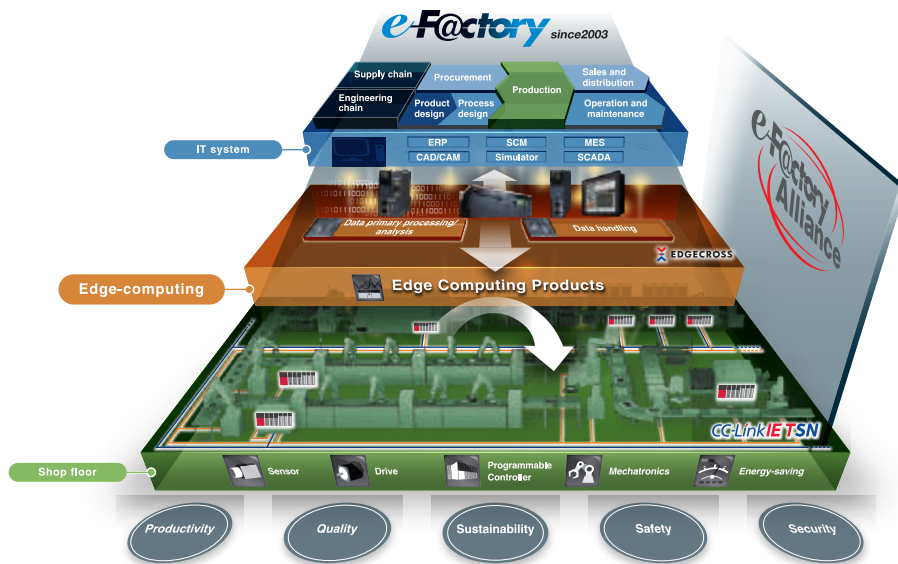 e-F@ctory since2003
Supply chain
Procurement
Production
Sales and
distribution
Engineering
chain
Product
design
Process
design
Operation and
maintenance
IT system
ERP
SCM
MES
CAD/CAM
Simulator
SCADA
e-F@ctory
Alliance
Data primary processing/
analysis
Data handling
EDGECROSS
Edge-computing
Edge Computing Products
CC-Link IE TSN
Shop floor
Sensor
Drive
Programmable
Controller
Mechatronics
Energy-saving
Productivity
Quality
Sustainability
Safety
Security